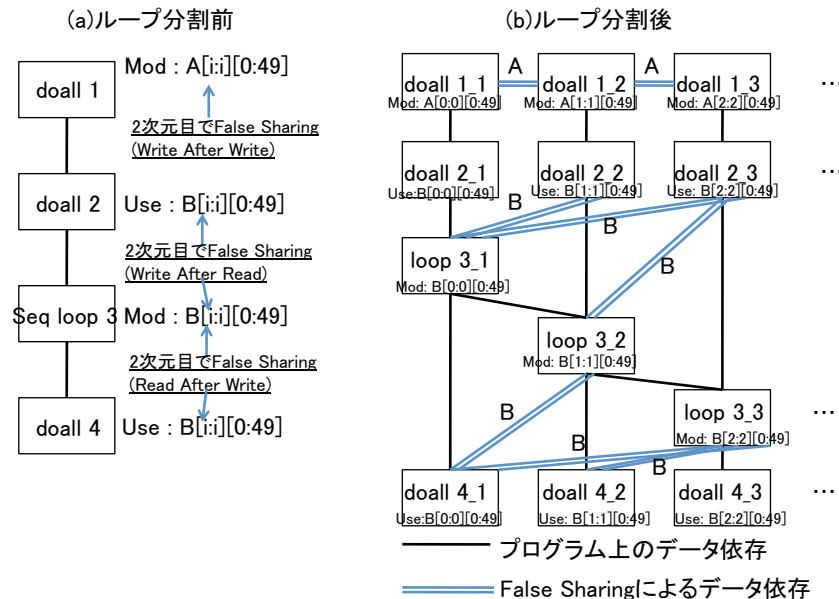 (a)ループ分割前
doall 1
Mod : A[i:i][0:49]
2次元目でFalse Sharing
(Write After Write)
doall 2
Use : B[i:i][0:49]
2次元目でFalse Sharing
(Write After Read)
Seq loop 3
Mod : B[i:i][0:49]
2次元目でFalse Sharing
(Read After Write)
doall 4
Use : B[i:i][0:49]
(b)ループ分割後
doall 1_1
Mod: A[0:0][0:49]
A
doall 1_2
Mod: A[1:1][0:49]
A
doall 1_3
Mod: A[2:2][0:49]
…
doall 2_1
Use:B[0:0][0:49]
doall 2_2
Use: B[1:1][0:49]
doall 2_3
Use: B[2:2][0:49]
…
B
B
loop 3_1
Mod: B[0:0][0:49]
B
loop 3_2
Mod: B[1:1][0:49]
B
loop 3_3
Mod: B[2:2][0:49]
…
B
B
doall 4_1
Use:B[0:0][0:49]
doall 4_2
Use: B[1:1][0:49]
doall 4_3
Use: B[2:2][0:49]
…
プログラム上のデータ依存
False Sharingによるデータ依存